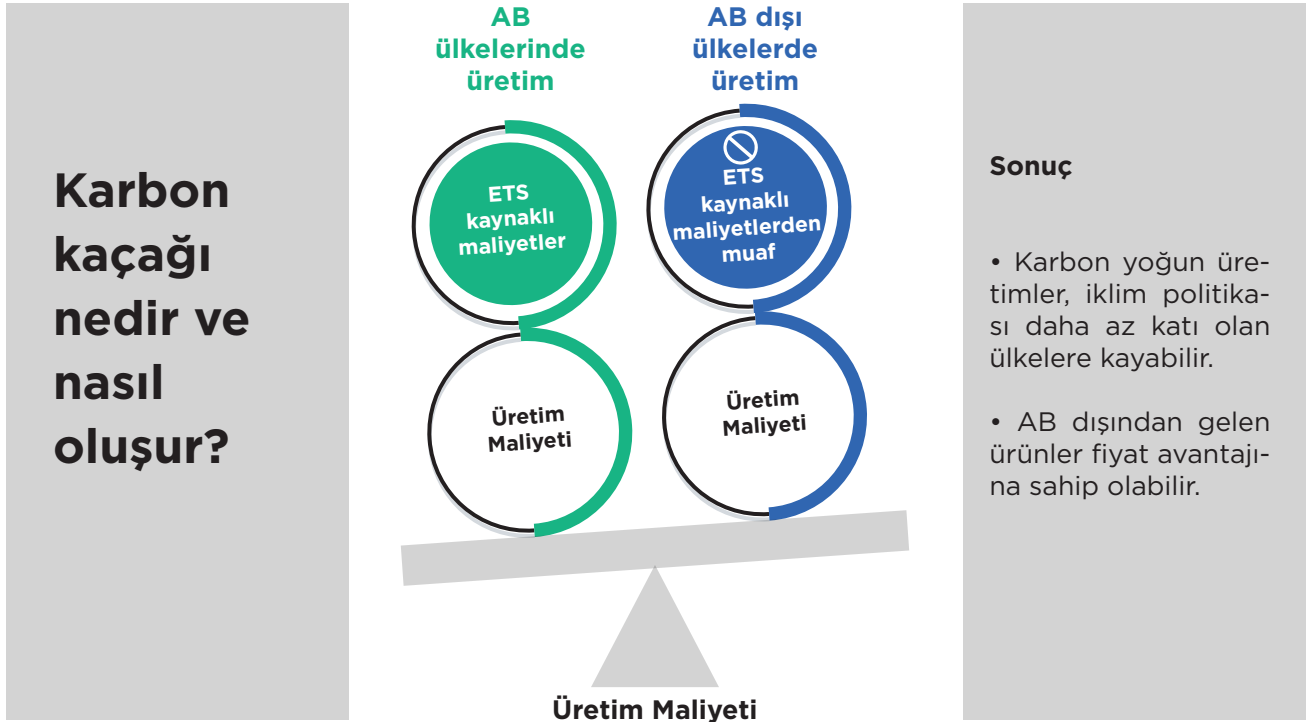 Karbon
kaçağı
nedir ve
nasıl
oluşur?
AB
ülkelerinde
üretim
ETS
kaynaklı
maliyetler
Üretim
Maliyeti
AB dışı
ülkelerde
üretim
ETS
kaynaklı
maliyetlerden
muaf
Üretim
Maliyeti
Üretim Maliyeti
Sonuç
• Karbon yoğun üre-
timler, iklim politika-
sı daha az katı olan
ülkelere kayabilir.
• AB dışından gelen
ürünler fiyat avantajı-
na sahip olabilir.